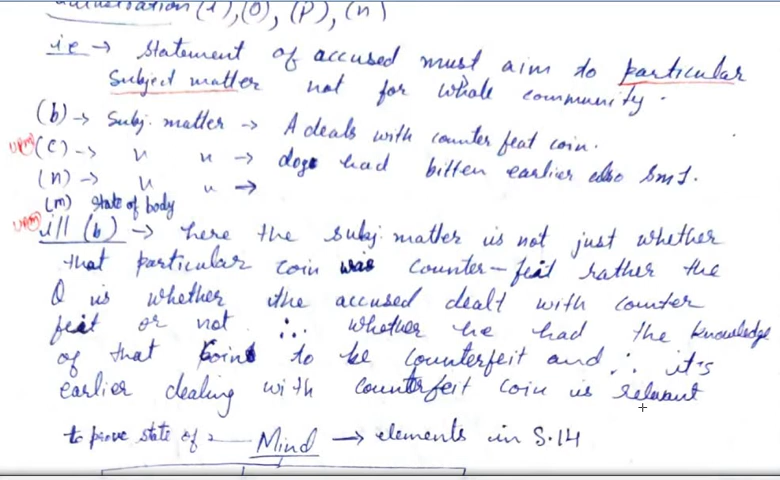 illustration (i), (o), (p), (n)
i.e → Statement of accused must aim to particular
Subject matter not for whole community.
(b) → Subj. matter → A deals with counterfeat coin.
(c) → " " → dogs had bitten earlier also sm1.
(n) → " " →
(m) State of body
ill (b) → here the subj. matter is not just whether
that particular coin was counter-feit rather the
Q is whether the accused dealt with counter
feit or not ∴ whether he had the knowledge
of that coin to be counterfeit and ∴ it's
earlier dealing with counterfeit coin is relevant
to prove state of Mind → elements in S.14